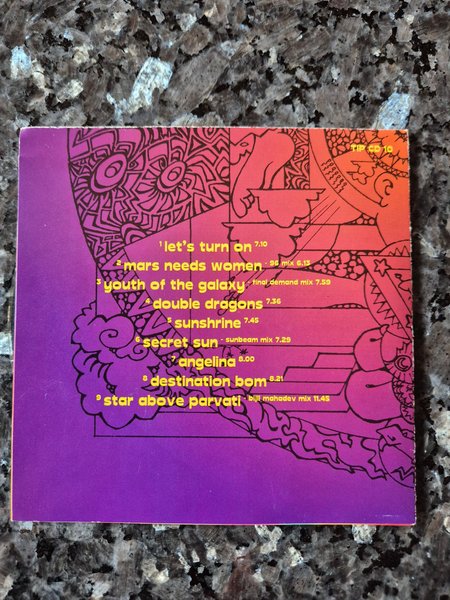 TIP CD 10
1 let's turn on 7.10
2 mars needs women - 96 mix 6.13
3 youth of the galaxy - final demand mix 7.59
4 double dragons 7.36
5 sunshrine 7.45
6 secret sun - sunbeam mix 7.29
7 angelina 8.00
8 destination bom 8.21
9 star above parvati - biji mahadev mix 11.45